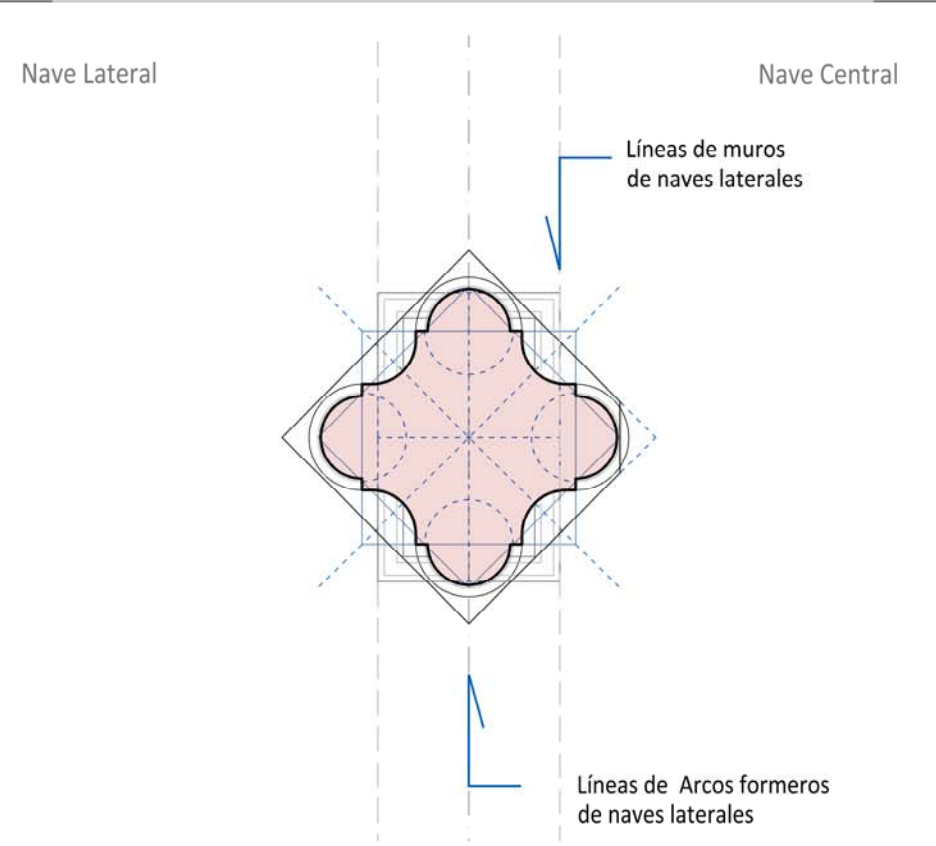 Nave Lateral
Nave Central
Líneas de muros
de naves laterales
Líneas de Arcos formeros
de naves laterales